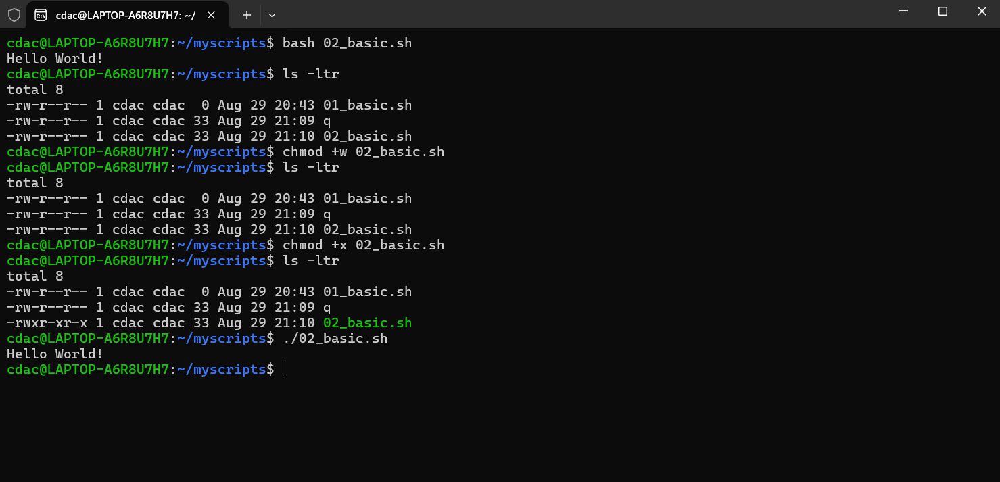 cdac@LAPTOP-A6R8U7H7: ~/
cdac@LAPTOP-A6R8U7H7:~/myscripts$ bash 02_basic.sh
Hello World!
cdac@LAPTOP-A6R8U7H7:~/myscripts$ ls -ltr
total 8
-rw-r--r-- 1 cdac cdac  0 Aug 29 20:43 01_basic.sh
-rw-r--r-- 1 cdac cdac 33 Aug 29 21:09 q
-rw-r--r-- 1 cdac cdac 33 Aug 29 21:10 02_basic.sh
cdac@LAPTOP-A6R8U7H7:~/myscripts$ chmod +w 02_basic.sh
cdac@LAPTOP-A6R8U7H7:~/myscripts$ ls -ltr
total 8
-rw-r--r-- 1 cdac cdac  0 Aug 29 20:43 01_basic.sh
-rw-r--r-- 1 cdac cdac 33 Aug 29 21:09 q
-rw-r--r-- 1 cdac cdac 33 Aug 29 21:10 02_basic.sh
cdac@LAPTOP-A6R8U7H7:~/myscripts$ chmod +x 02_basic.sh
cdac@LAPTOP-A6R8U7H7:~/myscripts$ ls -ltr
total 8
-rw-r--r-- 1 cdac cdac  0 Aug 29 20:43 01_basic.sh
-rw-r--r-- 1 cdac cdac 33 Aug 29 21:09 q
-rwxr-xr-x 1 cdac cdac 33 Aug 29 21:10 02_basic.sh
cdac@LAPTOP-A6R8U7H7:~/myscripts$ ./02_basic.sh
Hello World!
cdac@LAPTOP-A6R8U7H7:~/myscripts$